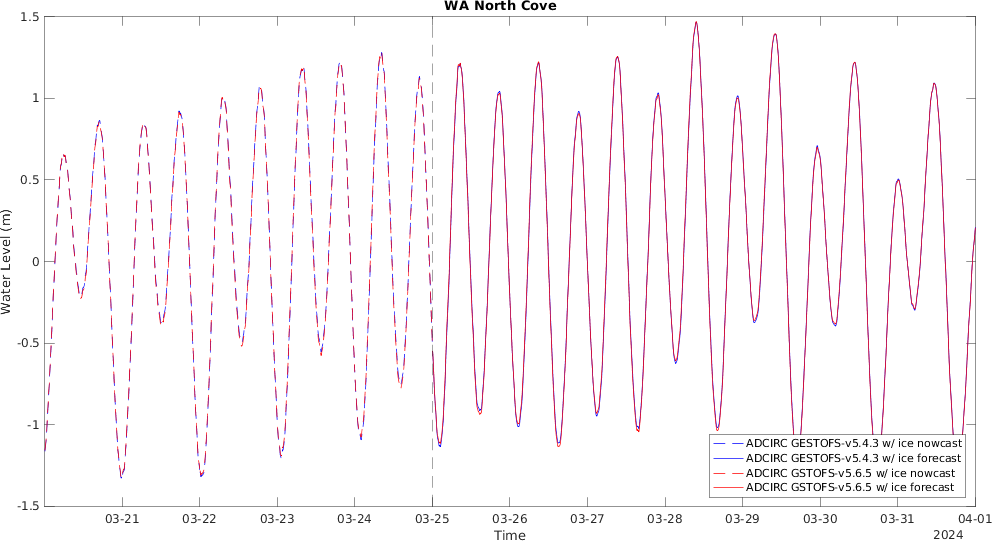 WA North Cove
1.5
1
0.5
0
-0.5
-1
-1.5
Water Level (m)
ADCIRC GESTOFS-v5.4.3 w/ ice nowcast
ADCIRC GESTOFS-v5.4.3 w/ ice forecast
ADCIRC GSTOFS-v5.6.5 w/ ice nowcast
ADCIRC GSTOFS-v5.6.5 w/ ice forecast
03-21 03-22 03-23 03-24 03-25 03-26 03-27 03-28 03-29 03-30 03-31 04-01
Time 2024